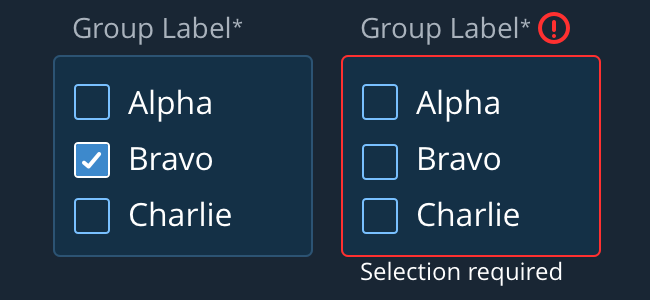 Group Label*
Alpha
Bravo
Charlie
Group Label*
Alpha
Bravo
Charlie
Selection required